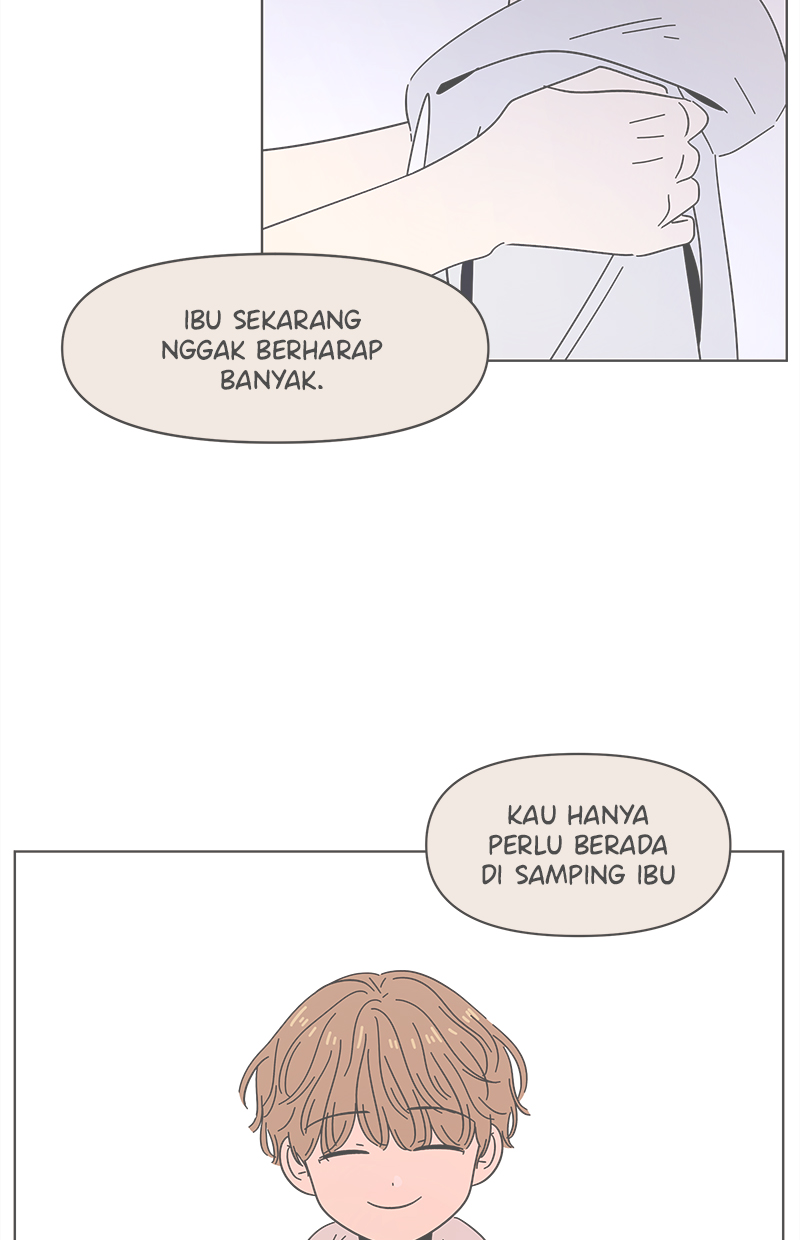 IBU SEKARANG
NGGAK BERHARAP
BANYAK.
KAU HANYA
PERLU BERADA
DI SAMPING IBU